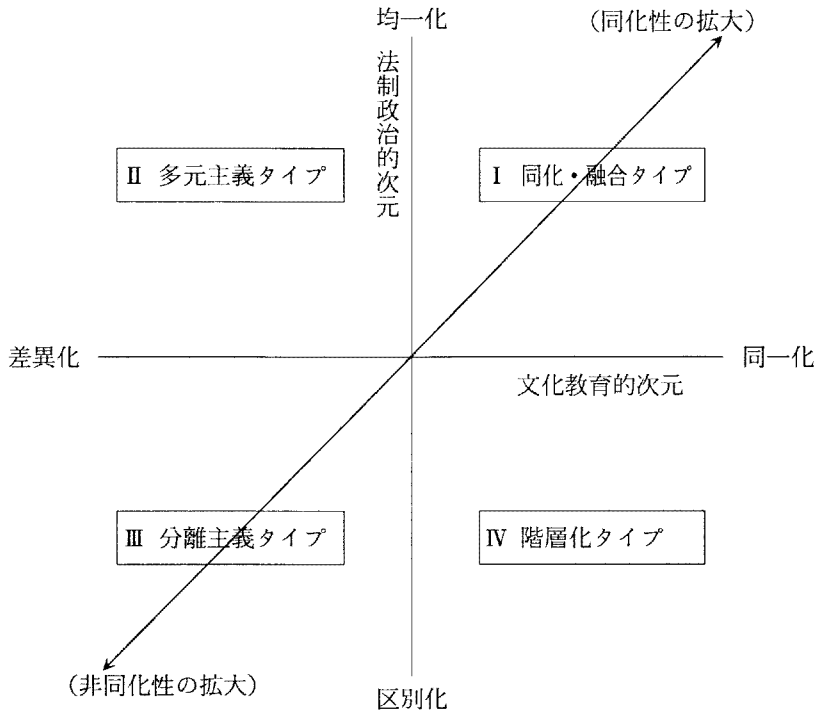 均一化
（同化性の拡大）
法制政治的次元
Ⅱ 多元主義タイプ
Ⅰ 同化・融合タイプ
差異化
同一化
文化教育的次元
Ⅲ 分離主義タイプ
Ⅳ 階層化タイプ
（非同化性の拡大）
区別化